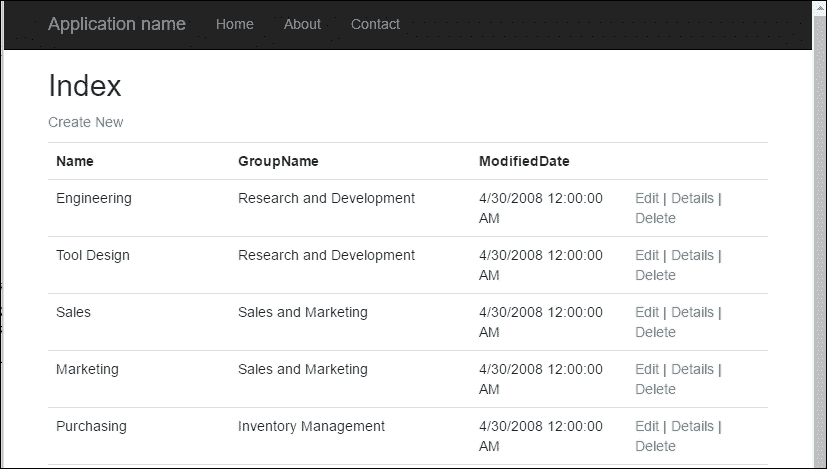 Application name Home About Contact
Index
Create New
Name GroupName ModifiedDate
Engineering Research and Development 4/30/2008 12:00:00 AM Edit | Details | Delete
Tool Design Research and Development 4/30/2008 12:00:00 AM Edit | Details | Delete
Sales Sales and Marketing 4/30/2008 12:00:00 AM Edit | Details | Delete
Marketing Sales and Marketing 4/30/2008 12:00:00 AM Edit | Details | Delete
Purchasing Inventory Management 4/30/2008 12:00:00 AM Edit | Details | Delete